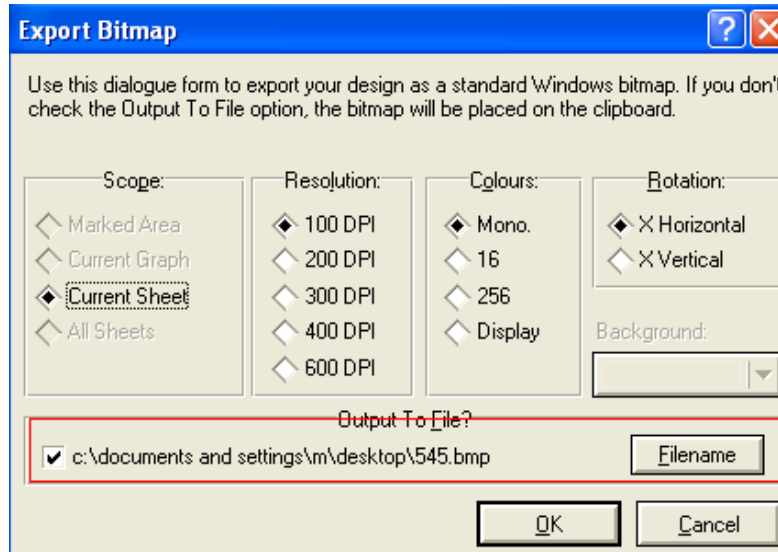 Export Bitmap
Use this dialogue form to export your design as a standard Windows bitmap. If you don't
check the Output To File option, the bitmap will be placed on the clipboard.
Scope:
Marked Area
Current Graph
Current Sheet
All Sheets
Resolution:
100 DPI
200 DPI
300 DPI
400 DPI
600 DPI
Colours:
Mono.
16
256
Display
Rotation:
X Horizontal
X Vertical
Background:
Output To File?
c:\documents and settings\m\desktop\545.bmp
Filename
OK
Cancel